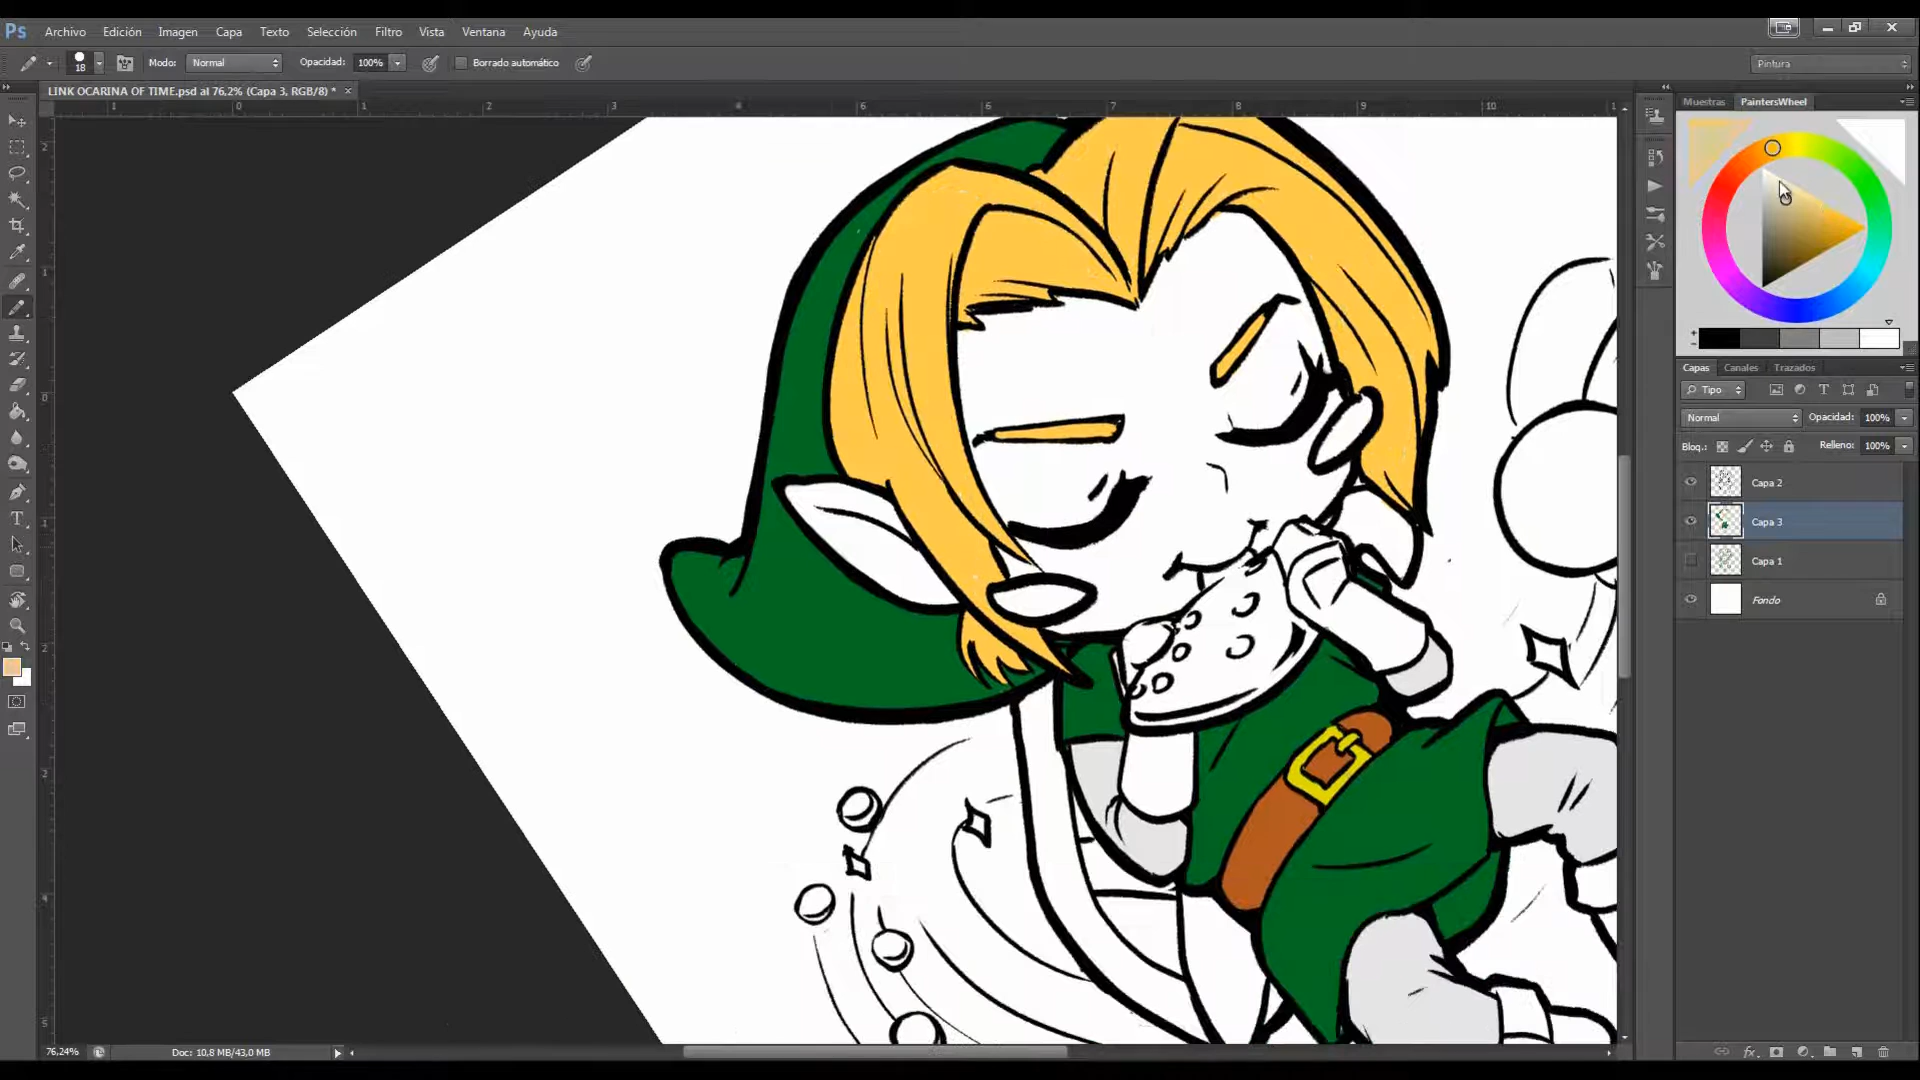 Ps Archivo Edición Imagen Capa Texto Selección Filtro Vista Ventana Ayuda
18 Modo: Normal Opacidad: 100% Borrado automático Pintura
LINK OCARINA OF TIME.psd al 76,2% (Capa 3, RGB/8) * ×
Muestras PaintersWheel
Capas Canales Trazados
Tipo
Normal Opacidad: 100%
Bloq.: Relleno: 100%
Capa 2
Capa 3
Capa 1
Fondo
76,24% Doc: 10,8 MB/43,0 MB